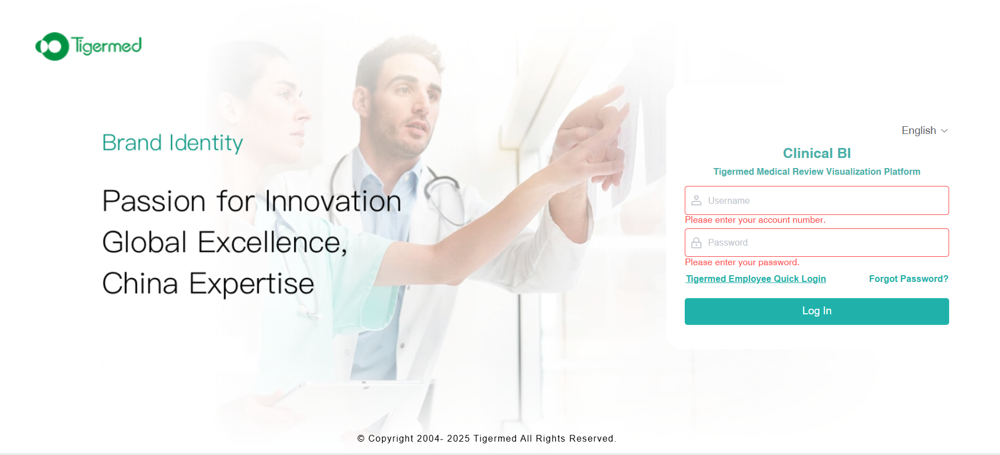 Tigermed
Brand Identity
Passion for Innovation
Global Excellence,
China Expertise
English
Clinical BI
Tigermed Medical Review Visualization Platform
Username
Please enter your account number.
Password
Please enter your password.
Tigermed Employee Quick Login
Forgot Password?
Log In
© Copyright 2004- 2025 Tigermed All Rights Reserved.